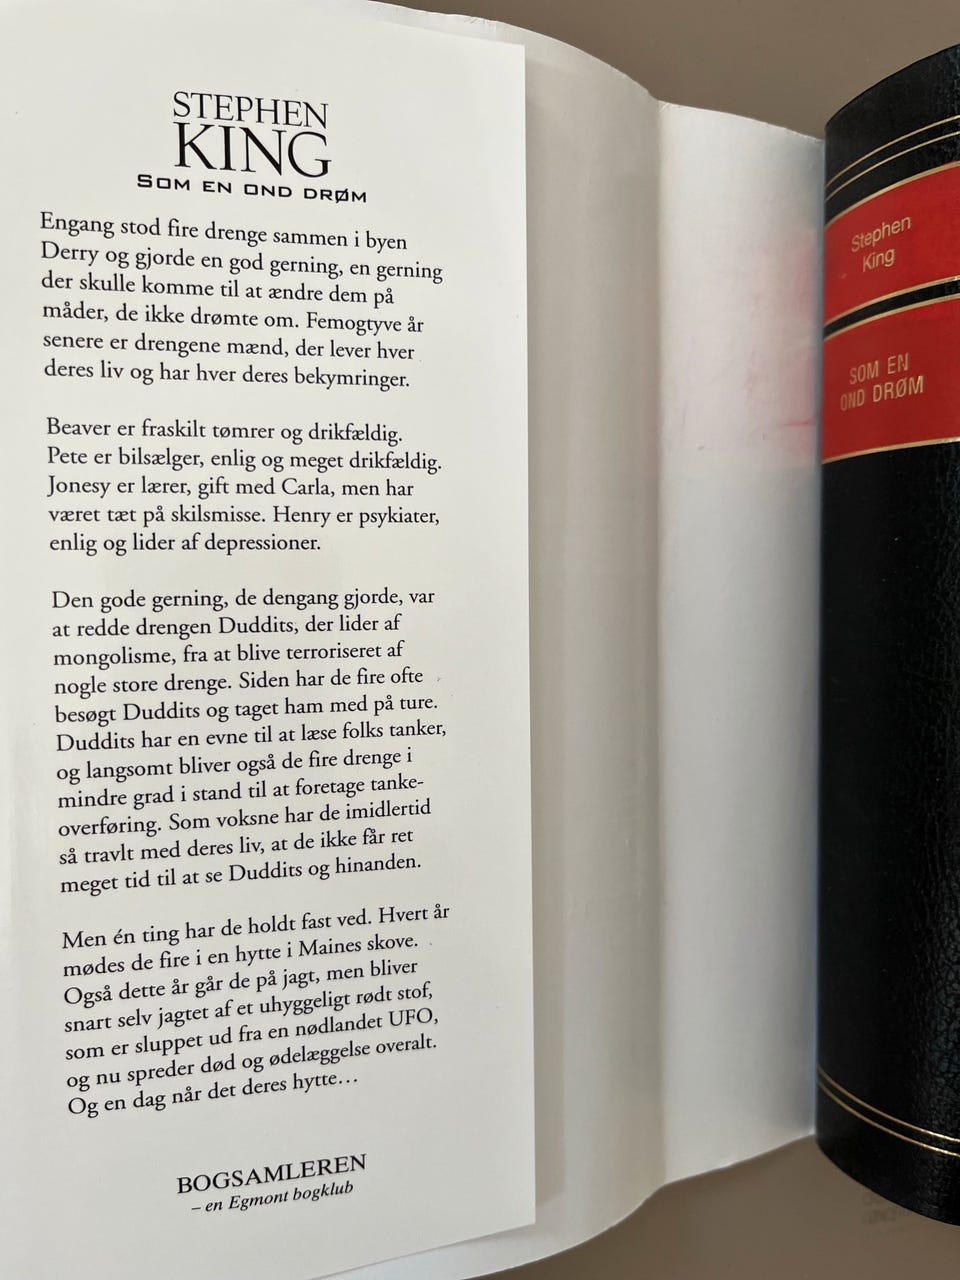 STEPHEN
KING
SOM EN OND DRØM
Engang stod fire drenge sammen i byen
Derry og gjorde en god gerning, en gerning
der skulle komme til at ændre dem på
måder, de ikke drømte om. Femogtyve år
senere er drengene mænd, der lever hver
deres liv og har hver deres bekymringer.
Beaver er fraskilt tømrer og drikfældig.
Pete er bilsælger, enlig og meget drikfældig.
Jonesy er lærer, gift med Carla, men har
været tæt på skilsmisse. Henry er psykiater,
enlig og lider af depressioner.
Den gode gerning, de dengang gjorde, var
at redde drengen Duddits, der lider af
mongolisme, fra at blive terroriseret af
nogle store drenge. Siden har de fire ofte
besøgt Duddits og taget ham med på ture.
Duddits har en evne til at læse folks tanker,
og langsomt bliver også de fire drenge i
mindre grad i stand til at foretage tanke-
overføring. Som voksne har de imidlertid
så travlt med deres liv, at de ikke får ret
meget tid til at se Duddits og hinanden.
Men én ting har de holdt fast ved. Hvert år
mødes de fire i en hytte i Maines skove.
Også dette år går de på jagt, men bliver
snart selv jagtet af et uhyggeligt rødt stof,
som er sluppet ud fra en nødlandet UFO,
og nu spreder død og ødelæggelse overalt.
Og en dag når det deres hytte…
BOGSAMLEREN
– en Egmont bogklub
Stephen
King
SOM EN
OND DRØM